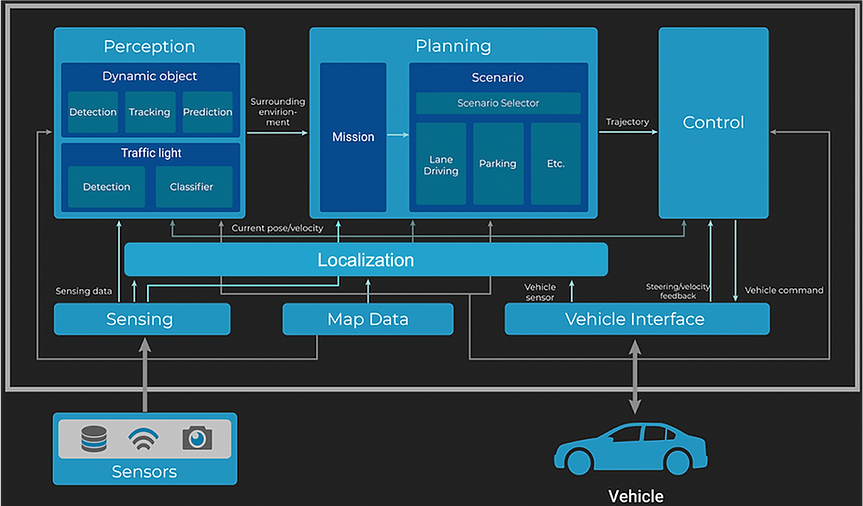 Perception
Dynamic object
Detection
Tracking
Prediction
Traffic light
Detection
Classifier
Surrounding
envirion-
ment
Planning
Mission
Scenario
Scenario Selector
Lane
Driving
Parking
Etc.
Trajectory
Control
Current pose/velocity
Localization
Sensing data
Vehicle
sensor
Steering/velocity
feedback
Vehicle command
Sensing
Map Data
Vehicle Interface
Sensors
Vehicle